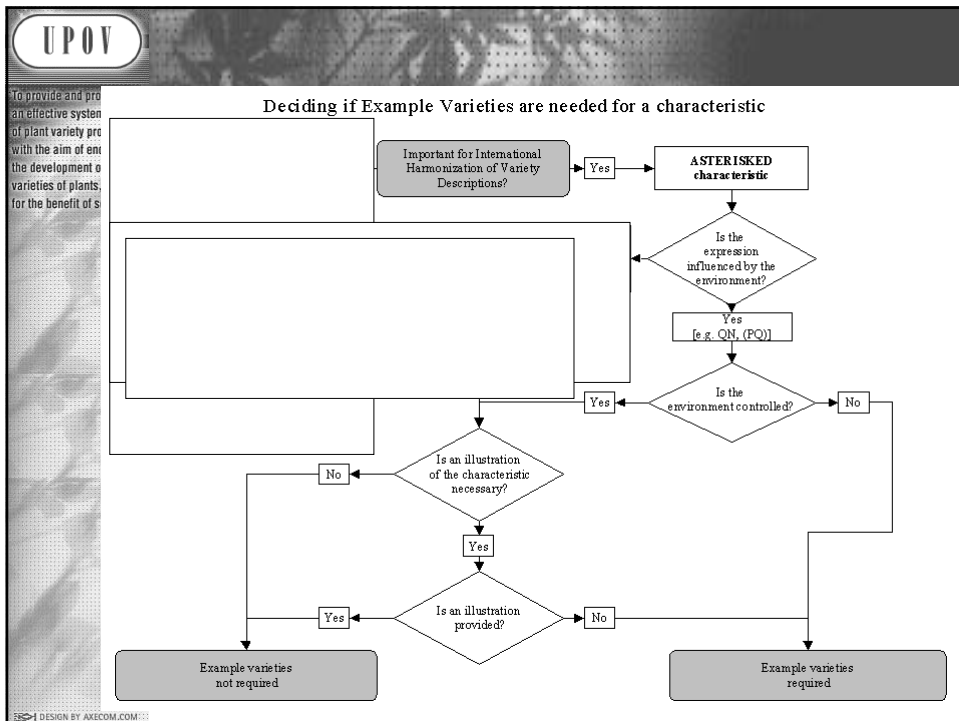 UPOV
To provide and pro
an effective system
of plant variety pro
with the aim of enc
the development o
varieties of plants,
for the benefit of s
Deciding if Example Varieties are needed for a characteristic
Important for International
Harmonization of Variety
Descriptions?
Yes
ASTERISKED
characteristic
Is the
expression
influenced by the
environment?
Yes
[e.g. QN, (PQ)]
Is the
environment controlled?
Yes
No
Is an illustration
of the characteristic
necessary?
No
Yes
Is an illustration
provided?
Yes
No
Example varieties
not required
Example varieties
required
DESIGN BY AXECOM.COM